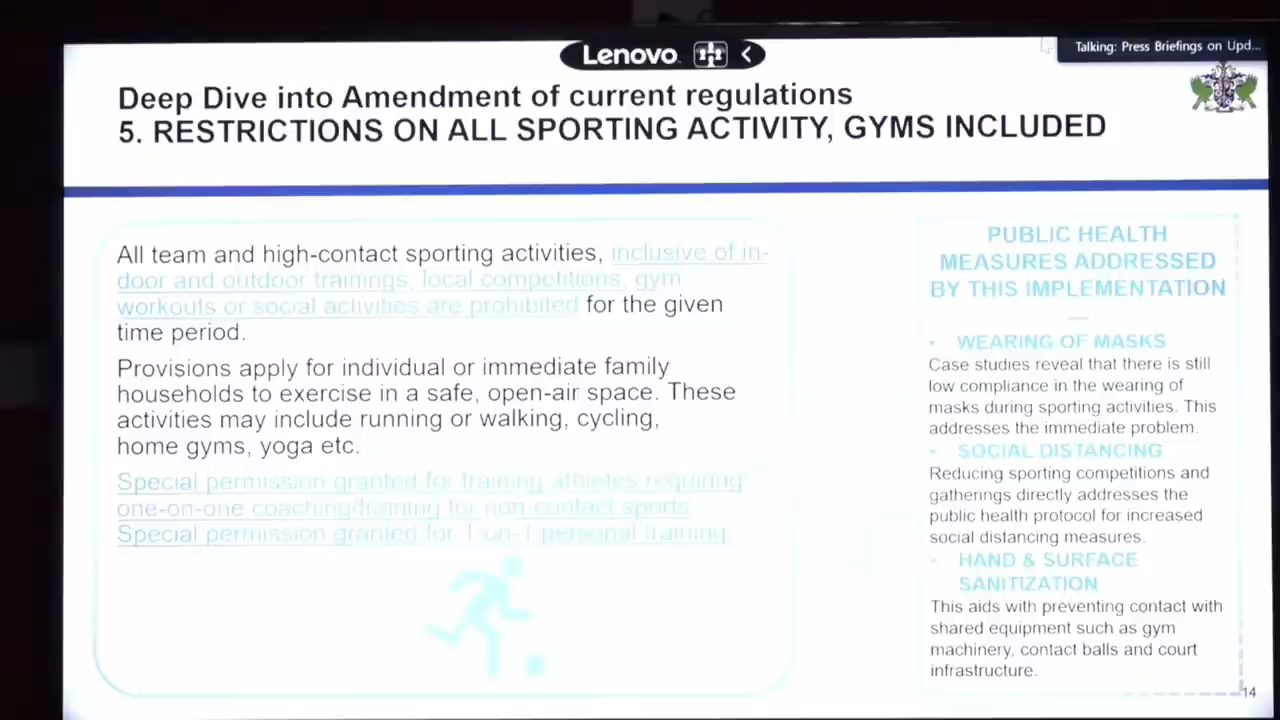 Lenovo
Talking: Press Briefings on Upd...
Deep Dive into Amendment of current regulations
5. RESTRICTIONS ON ALL SPORTING ACTIVITY, GYMS INCLUDED
All team and high-contact sporting activities, inclusive of in-
door and outdoor trainings, local competitions, gym
workouts or social activities are prohibited for the given
time period.
Provisions apply for individual or immediate family
households to exercise in a safe, open-air space. These
activities may include running or walking, cycling,
home gyms, yoga etc.
Special permission granted for training athletes requiring
one-on-one coaching/training for non-contact sports
Special permission granted for 1-on-1 personal training.
PUBLIC HEALTH
MEASURES ADDRESSED
BY THIS IMPLEMENTATION
• WEARING OF MASKS
Case studies reveal that there is still
low compliance in the wearing of
masks during sporting activities. This
addresses the immediate problem.
• SOCIAL DISTANCING
Reducing sporting competitions and
gatherings directly addresses the
public health protocol for increased
social distancing measures.
• HAND & SURFACE
SANITIZATION
This aids with preventing contact with
shared equipment such as gym
machinery, contact balls and court
infrastructure.
14